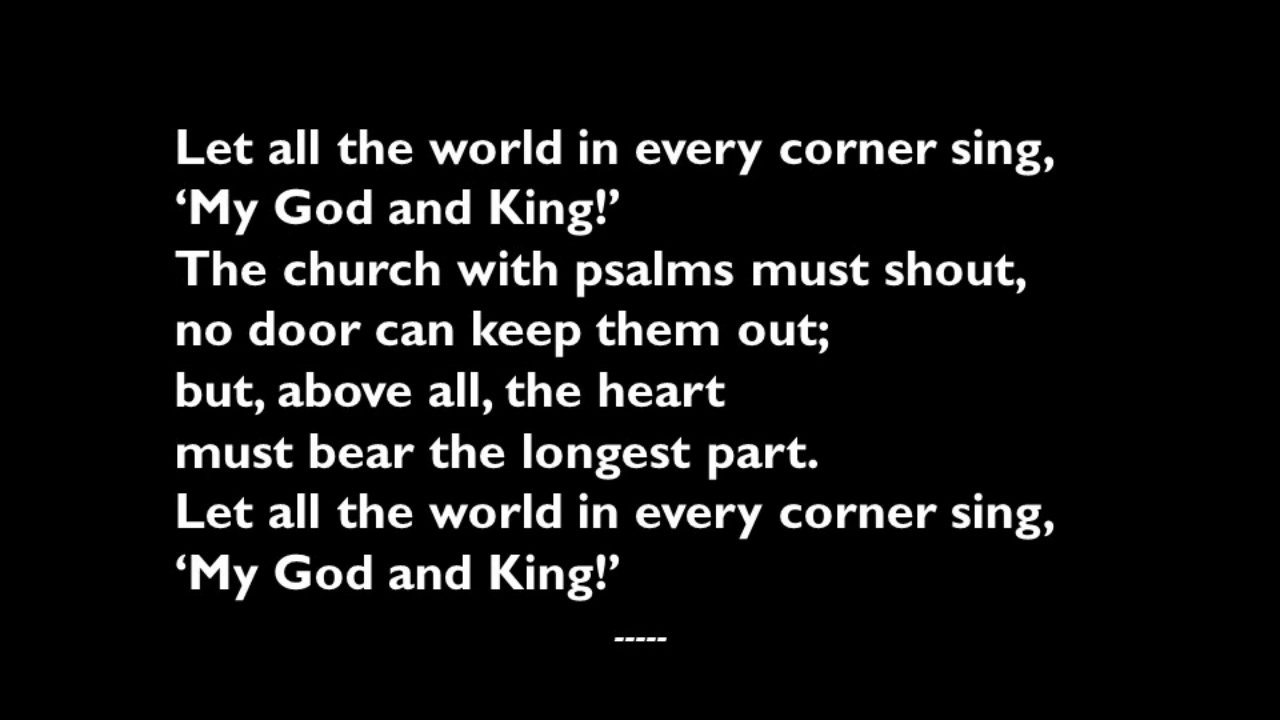 Let all the world in every corner sing,
‘My God and King!’
The church with psalms must shout,
no door can keep them out;
but, above all, the heart
must bear the longest part.
Let all the world in every corner sing,
‘My God and King!’
-----